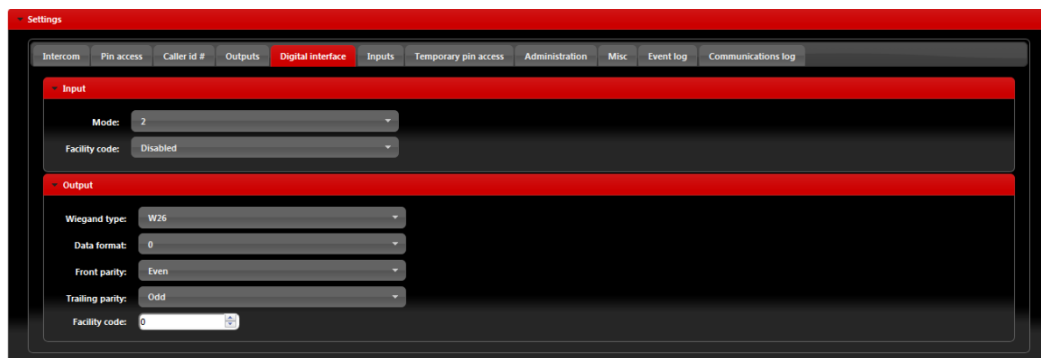 Settings
Intercom Pin access Caller id # Outputs Digital interface Inputs Temporary pin access Administration Misc Event log Communications log
Input
Mode: 2
Facility code: Disabled
Output
Wiegand type: W26
Data format: 0
Front parity: Even
Trailing parity: Odd
Facility code: 0